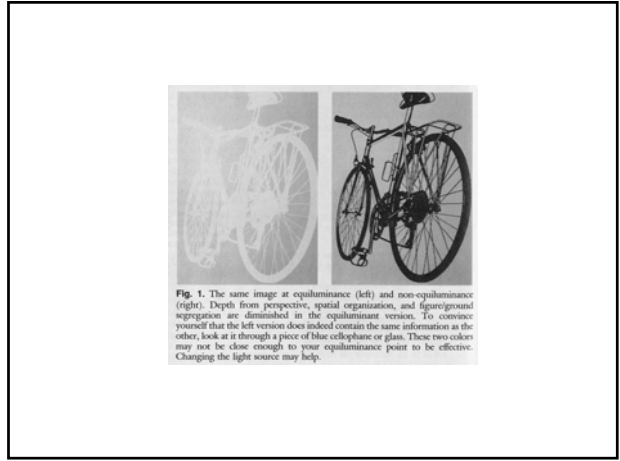 Fig. 1. The same image at equiluminance (left) and non-equiluminance
(right). Depth from perspective, spatial organization, and figure/ground
segregation are diminished in the equiluminant version. To convince
yourself that the left version does indeed contain the same information as the
other, look at it through a piece of blue cellophane or glass. These two colors
may not be close enough to your equiluminance point to be effective.
Changing the light source may help.